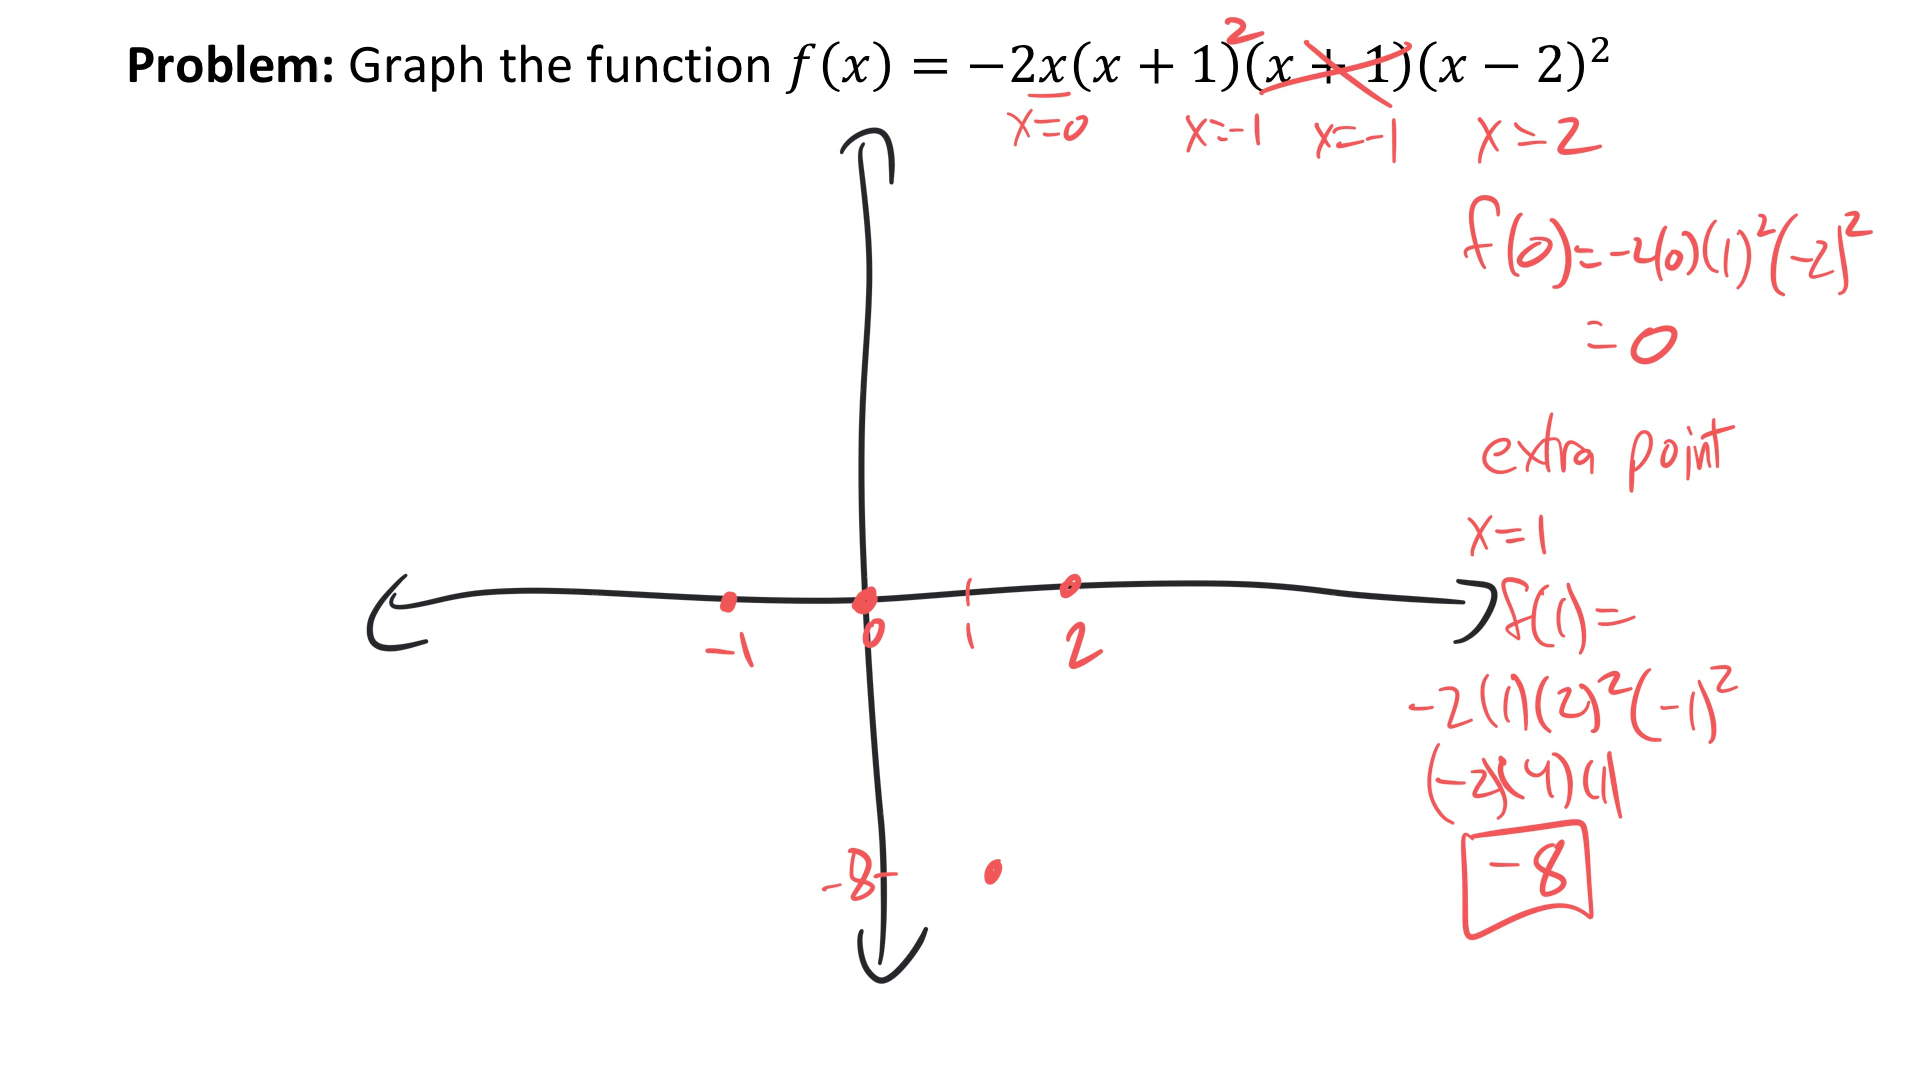 Problem: Graph the function f(x) = −2x(x + 1)²(x + 1)(x − 2)²
x=0 x=-1 x=-1 x=2
f(0)=-2(0)(1)²(-2)²
=0
extra point
x=1
f(1)=
-2(1)(2)²(-1)²
(-2)(4)(1)
-8
-1 0 1 2
-8